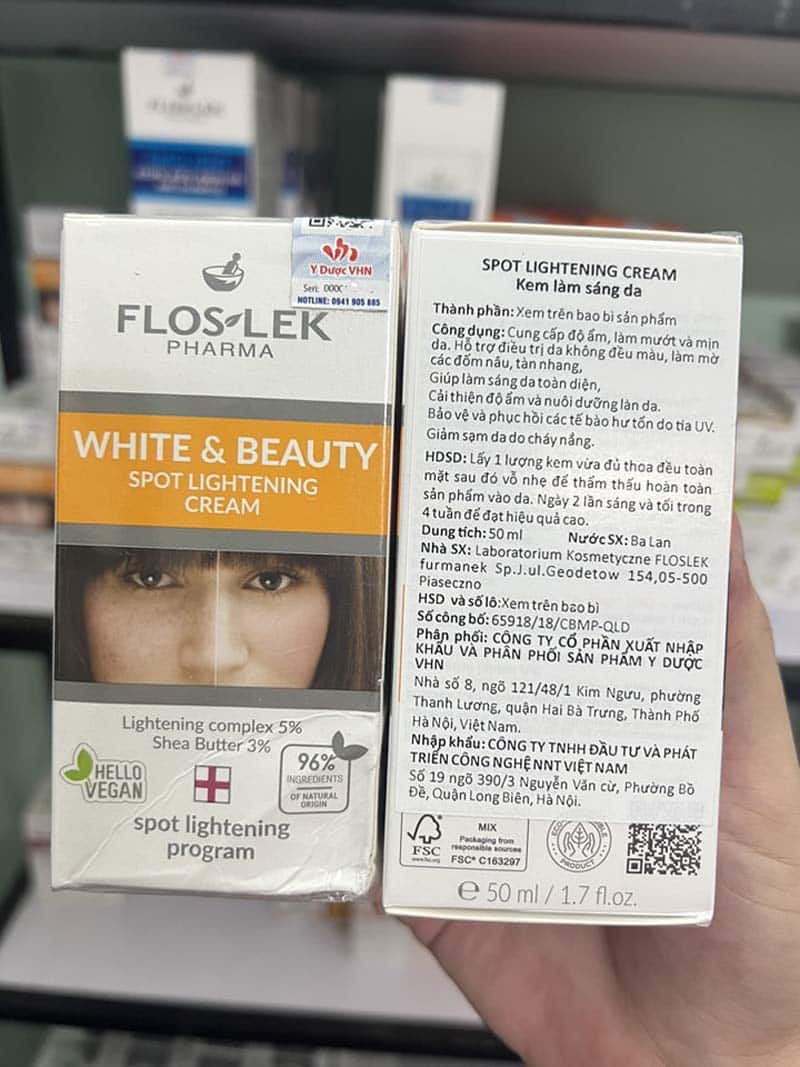 FLOSLEK
Y Dược VHN
Seri: 000C
HOTLINE: 0941 905 885
FLOSLEK
PHARMA
WHITE & BEAUTY
SPOT LIGHTENING
CREAM
Lightening complex 5%
Shea Butter 3%
HELLO
VEGAN
96%
INGREDIENTS
OF NATURAL
ORIGIN
spot lightening
program
SPOT LIGHTENING CREAM
Kem làm sáng da
Thành phần: Xem trên bao bì sản phẩm
Công dụng: Cung cấp độ ẩm, làm mướt và mịn
da. Hỗ trợ điều trị da không đều màu, làm mờ
các đốm nâu, tàn nhang,
Giúp làm sáng da toàn diện,
Cải thiện độ ẩm và nuôi dưỡng làn da.
Bảo vệ và phục hồi các tế bào hư tổn do tia UV.
Giảm sạm da do cháy nắng.
HDSD: Lấy 1 lượng kem vừa đủ thoa đều toàn
mặt sau đó vỗ nhẹ để thẩm thấu hoàn toàn
sản phẩm vào da. Ngày 2 lần sáng và tối trong
4 tuần để đạt hiệu quả cao.
Dung tích: 50 ml Nước SX: Ba Lan
Nhà SX: Laboratorium Kosmetyczne FLOSLEK
furmanek Sp.J.ul.Geodetow 154,05-500
Piaseczno
HSD và số lô:Xem trên bao bì
Số công bố: 65918/18/CBMP-QLD
Phân phối: CÔNG TY CỔ PHẦN XUẤT NHẬP
KHẨU VÀ PHÂN PHỐI SẢN PHẨM Y DƯỢC
VHN
Nhà số 8, ngõ 121/48/1 Kim Ngưu, phường
Thanh Lương, quận Hai Bà Trưng, Thành Phố
Hà Nội, Việt Nam.
Nhập khẩu: CÔNG TY TNHH ĐẦU TƯ VÀ PHÁT
TRIỂN CÔNG NGHỆ NNT VIỆT NAM
Số 19 ngõ 390/3 Nguyễn Văn cừ, Phường Bồ
Đề, Quận Long Biên, Hà Nội.
FSC
www.fsc.org
MIX
Packaging from
responsible sources
FSC® C163297
PRODUCT
e 50 ml / 1.7 fl.oz.